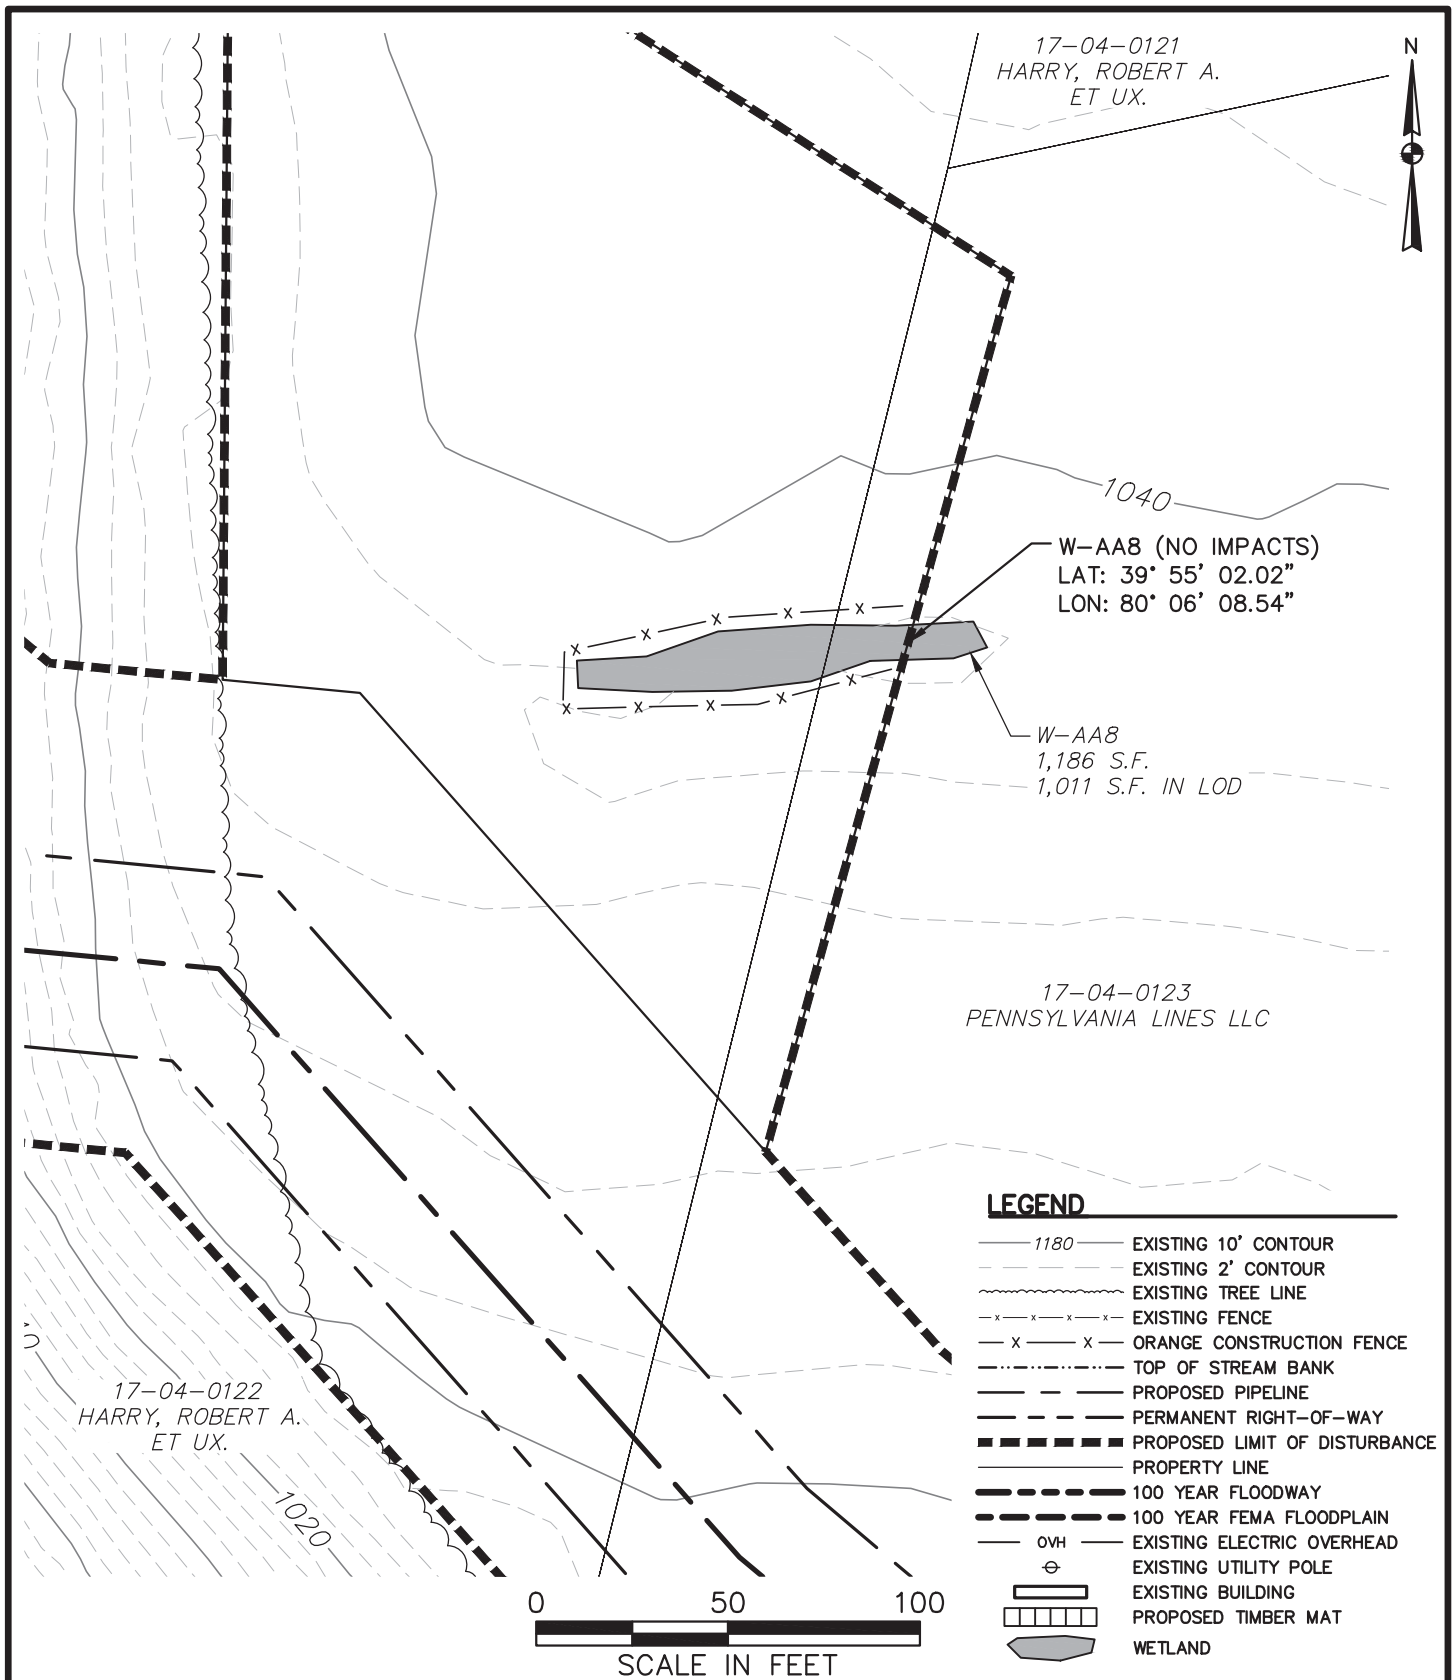 17-04-0121
HARRY, ROBERT A.
ET UX.
N
1040
W-AA8 (NO IMPACTS)
LAT: 39° 55' 02.02"
LON: 80° 06' 08.54"
X X X X X
X X X X X
W-AA8
1,186 S.F.
1,011 S.F. IN LOD
17-04-0123
PENNSYLVANIA LINES LLC
17-04-0122
HARRY, ROBERT A.
ET UX.
1020
LEGEND
1180 EXISTING 10' CONTOUR
EXISTING 2' CONTOUR
EXISTING TREE LINE
x x x x EXISTING FENCE
X X ORANGE CONSTRUCTION FENCE
TOP OF STREAM BANK
PROPOSED PIPELINE
PERMANENT RIGHT-OF-WAY
PROPOSED LIMIT OF DISTURBANCE
PROPERTY LINE
100 YEAR FLOODWAY
100 YEAR FEMA FLOODPLAIN
OVH EXISTING ELECTRIC OVERHEAD
EXISTING UTILITY POLE
EXISTING BUILDING
PROPOSED TIMBER MAT
WETLAND
0 50 100
SCALE IN FEET